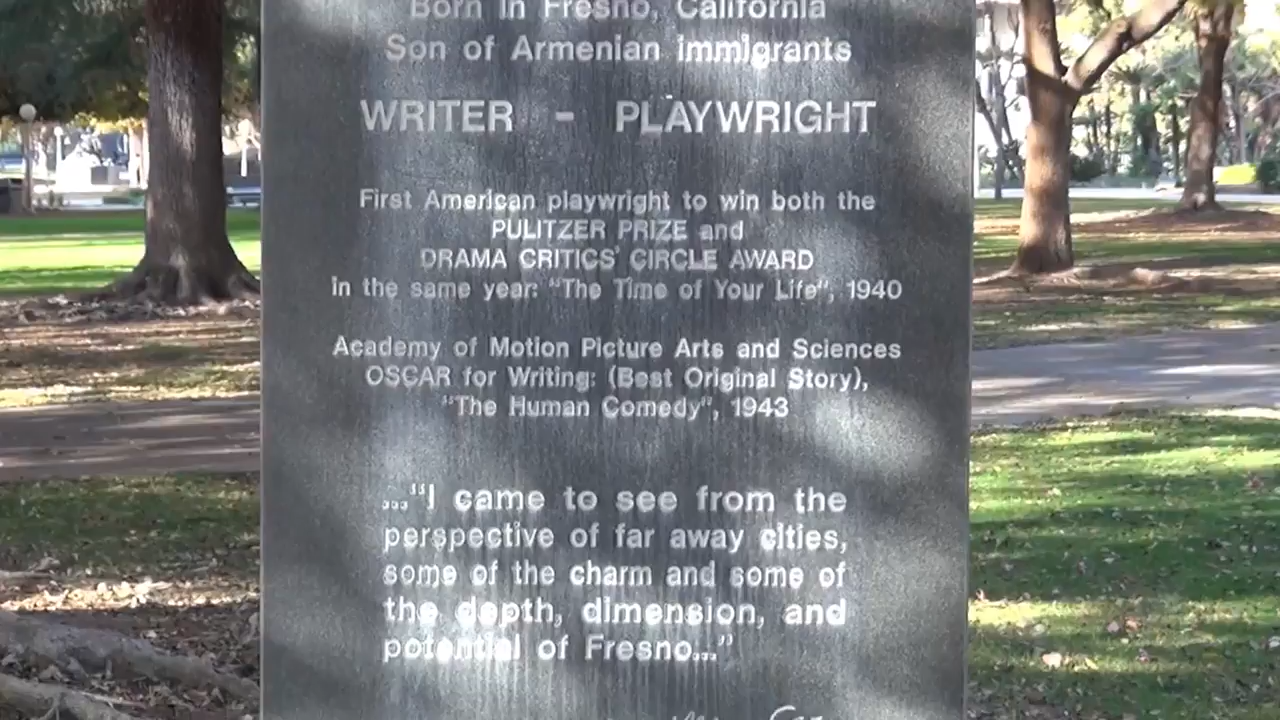 Born in Fresno, California
Son of Armenian immigrants
WRITER - PLAYWRIGHT
First American playwright to win both the
PULITZER PRIZE and
DRAMA CRITICS' CIRCLE AWARD
in the same year: "The Time of Your Life", 1940
Academy of Motion Picture Arts and Sciences
OSCAR for Writing: (Best Original Story),
"The Human Comedy", 1943
..."I came to see from the
perspective of far away cities,
some of the charm and some of
the depth, dimension, and
potential of Fresno..."